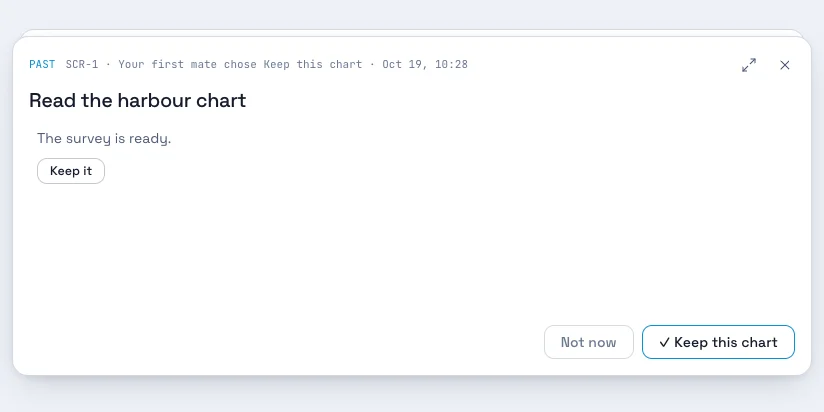 PAST SCR-1 · Your first mate chose Keep this chart · Oct 19, 10:28
Read the harbour chart
The survey is ready.
Keep it
Not now ✓ Keep this chart